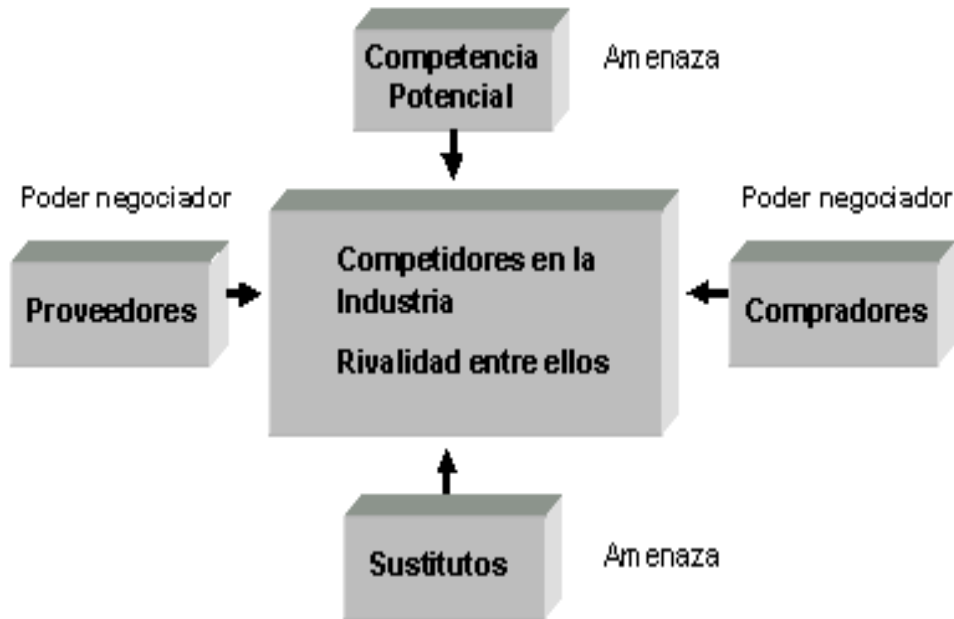 Competencia
Potencial
Amenaza
Poder negociador
Poder negociador
Proveedores
Competidores en la
Industria
Rivalidad entre ellos
Compradores
Sustitutos
Amenaza